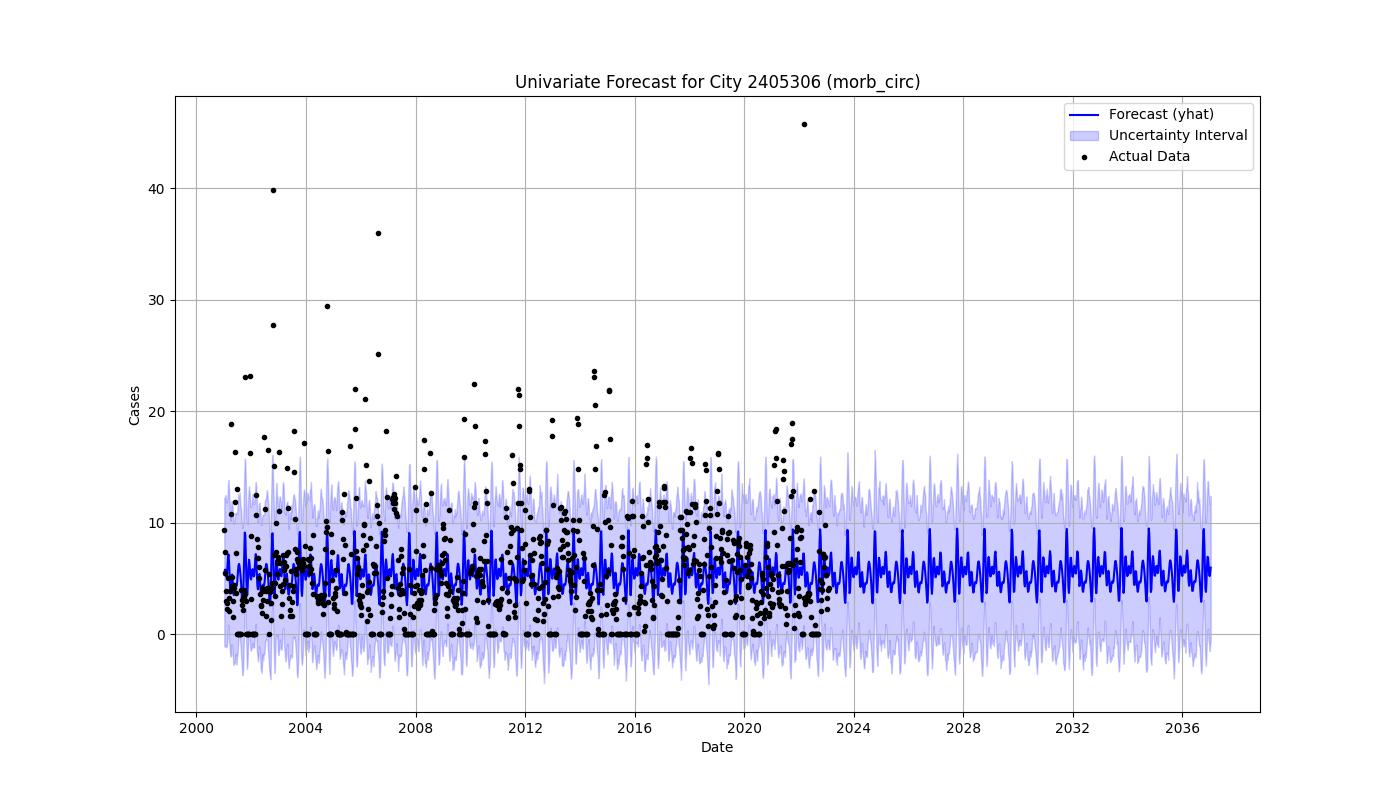 Univariate Forecast for City 2405306 (morb_circ)
Forecast (yhat)
Uncertainty Interval
Actual Data
Cases
40
30
20
10
0
2000 2004 2008 2012 2016 2020 2024 2028 2032 2036
Date